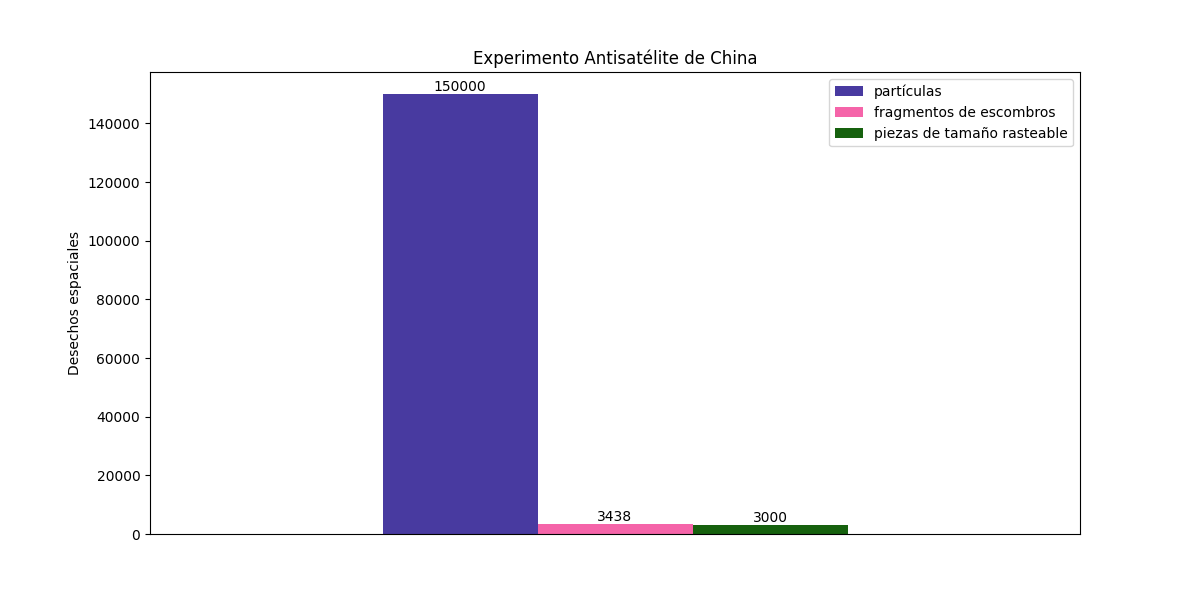 Experimento Antisatélite de China
150000
partículas
fragmentos de escombros
piezas de tamaño rasteable
Desechos espaciales
140000
120000
100000
80000
60000
40000
20000
0
3438
3000